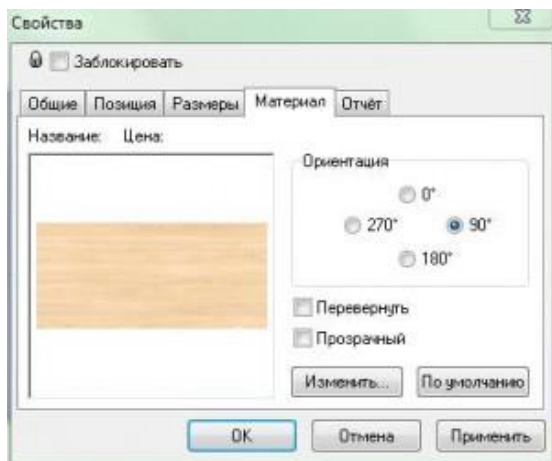 Свойства
Заблокировать
Общие Позиция Размеры Материал Отчёт
Название: Цена:
Ориентация
0°
270° 90°
180°
Перевернуть
Прозрачный
Изменить... По умолчанию
OK Отмена Применить